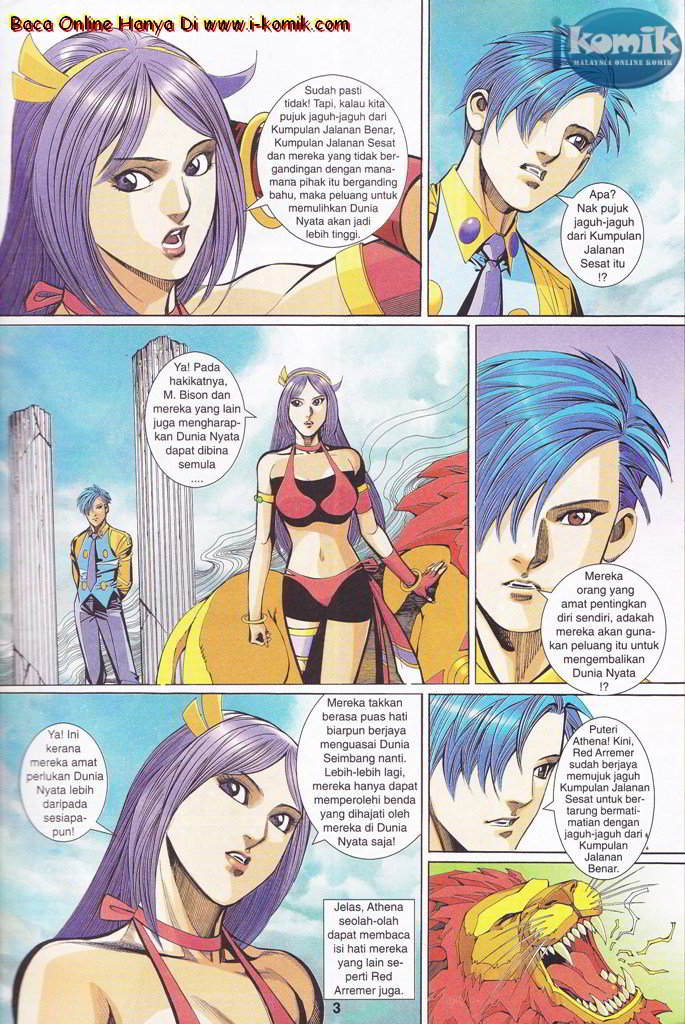 Baca Online Hanya Di www.i-komik.com
komik
MALAYSIA ONLINE KOMIK
Sudah pasti
tidak! Tapi, kalau kita
pujuk jaguh-jaguh dari
Kumpulan Jalanan Benar,
Kumpulan Jalanan Sesat
dan mereka yang tidak ber-
gandingan dengan mana-
mana pihak itu berganding
bahu, maka peluang untuk
memulihkan Dunia
Nyata akan jadi
lebih tinggi.
Apa?
Nak pujuk
jaguh-jaguh
dari Kumpulan
Jalanan
Sesat itu
!?
Ya! Pada
hakikatnya,
M. Bison dan
mereka yang lain
juga mengharap-
kan Dunia Nyata
dapat dibina
semula
....
Mereka
orang yang
amat pentingkan
diri sendiri, adakah
mereka akan guna-
kan peluang itu untuk
mengembalikan
Dunia Nyata
!?
Ya! Ini
kerana
mereka amat
perlukan Dunia
Nyata lebih
daripada
sesiapa-
pun!
Mereka takkan
berasa puas hati
biarpun berjaya
menguasai Dunia
Seimbang nanti.
Lebih-lebih lagi,
mereka hanya dapat
memperolehi benda
yang dihajati oleh
mereka di Dunia
Nyata saja!
Jelas, Athena
seolah-olah
dapat membaca
isi hati mereka
yang lain se-
perti Red
Arremer juga.
Puteri
Athena! Kini,
Red Arremer
sudah berjaya
memujuk jaguh
Kumpulan Jalanan
Sesat untuk ber-
tarung bermati-
matian dengan
jaguh-jaguh dari
Kumpulan
Jalanan
Benar.
3